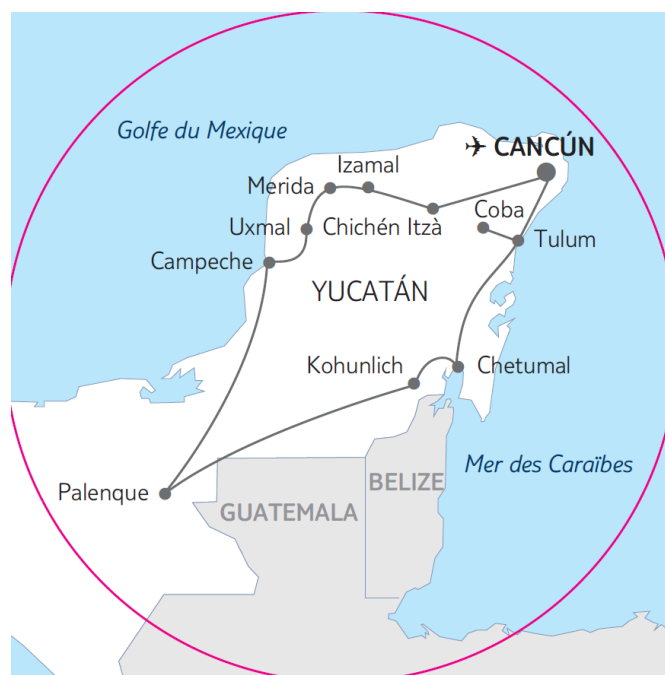 Golfe du Mexique
✈ CANCÚN
Izamal
Merida
Coba
Uxmal
Chichén Itzà
Tulum
Campeche
YUCATÁN
Kohunlich
Chetumal
Mer des Caraïbes
BELIZE
Palenque
GUATEMALA